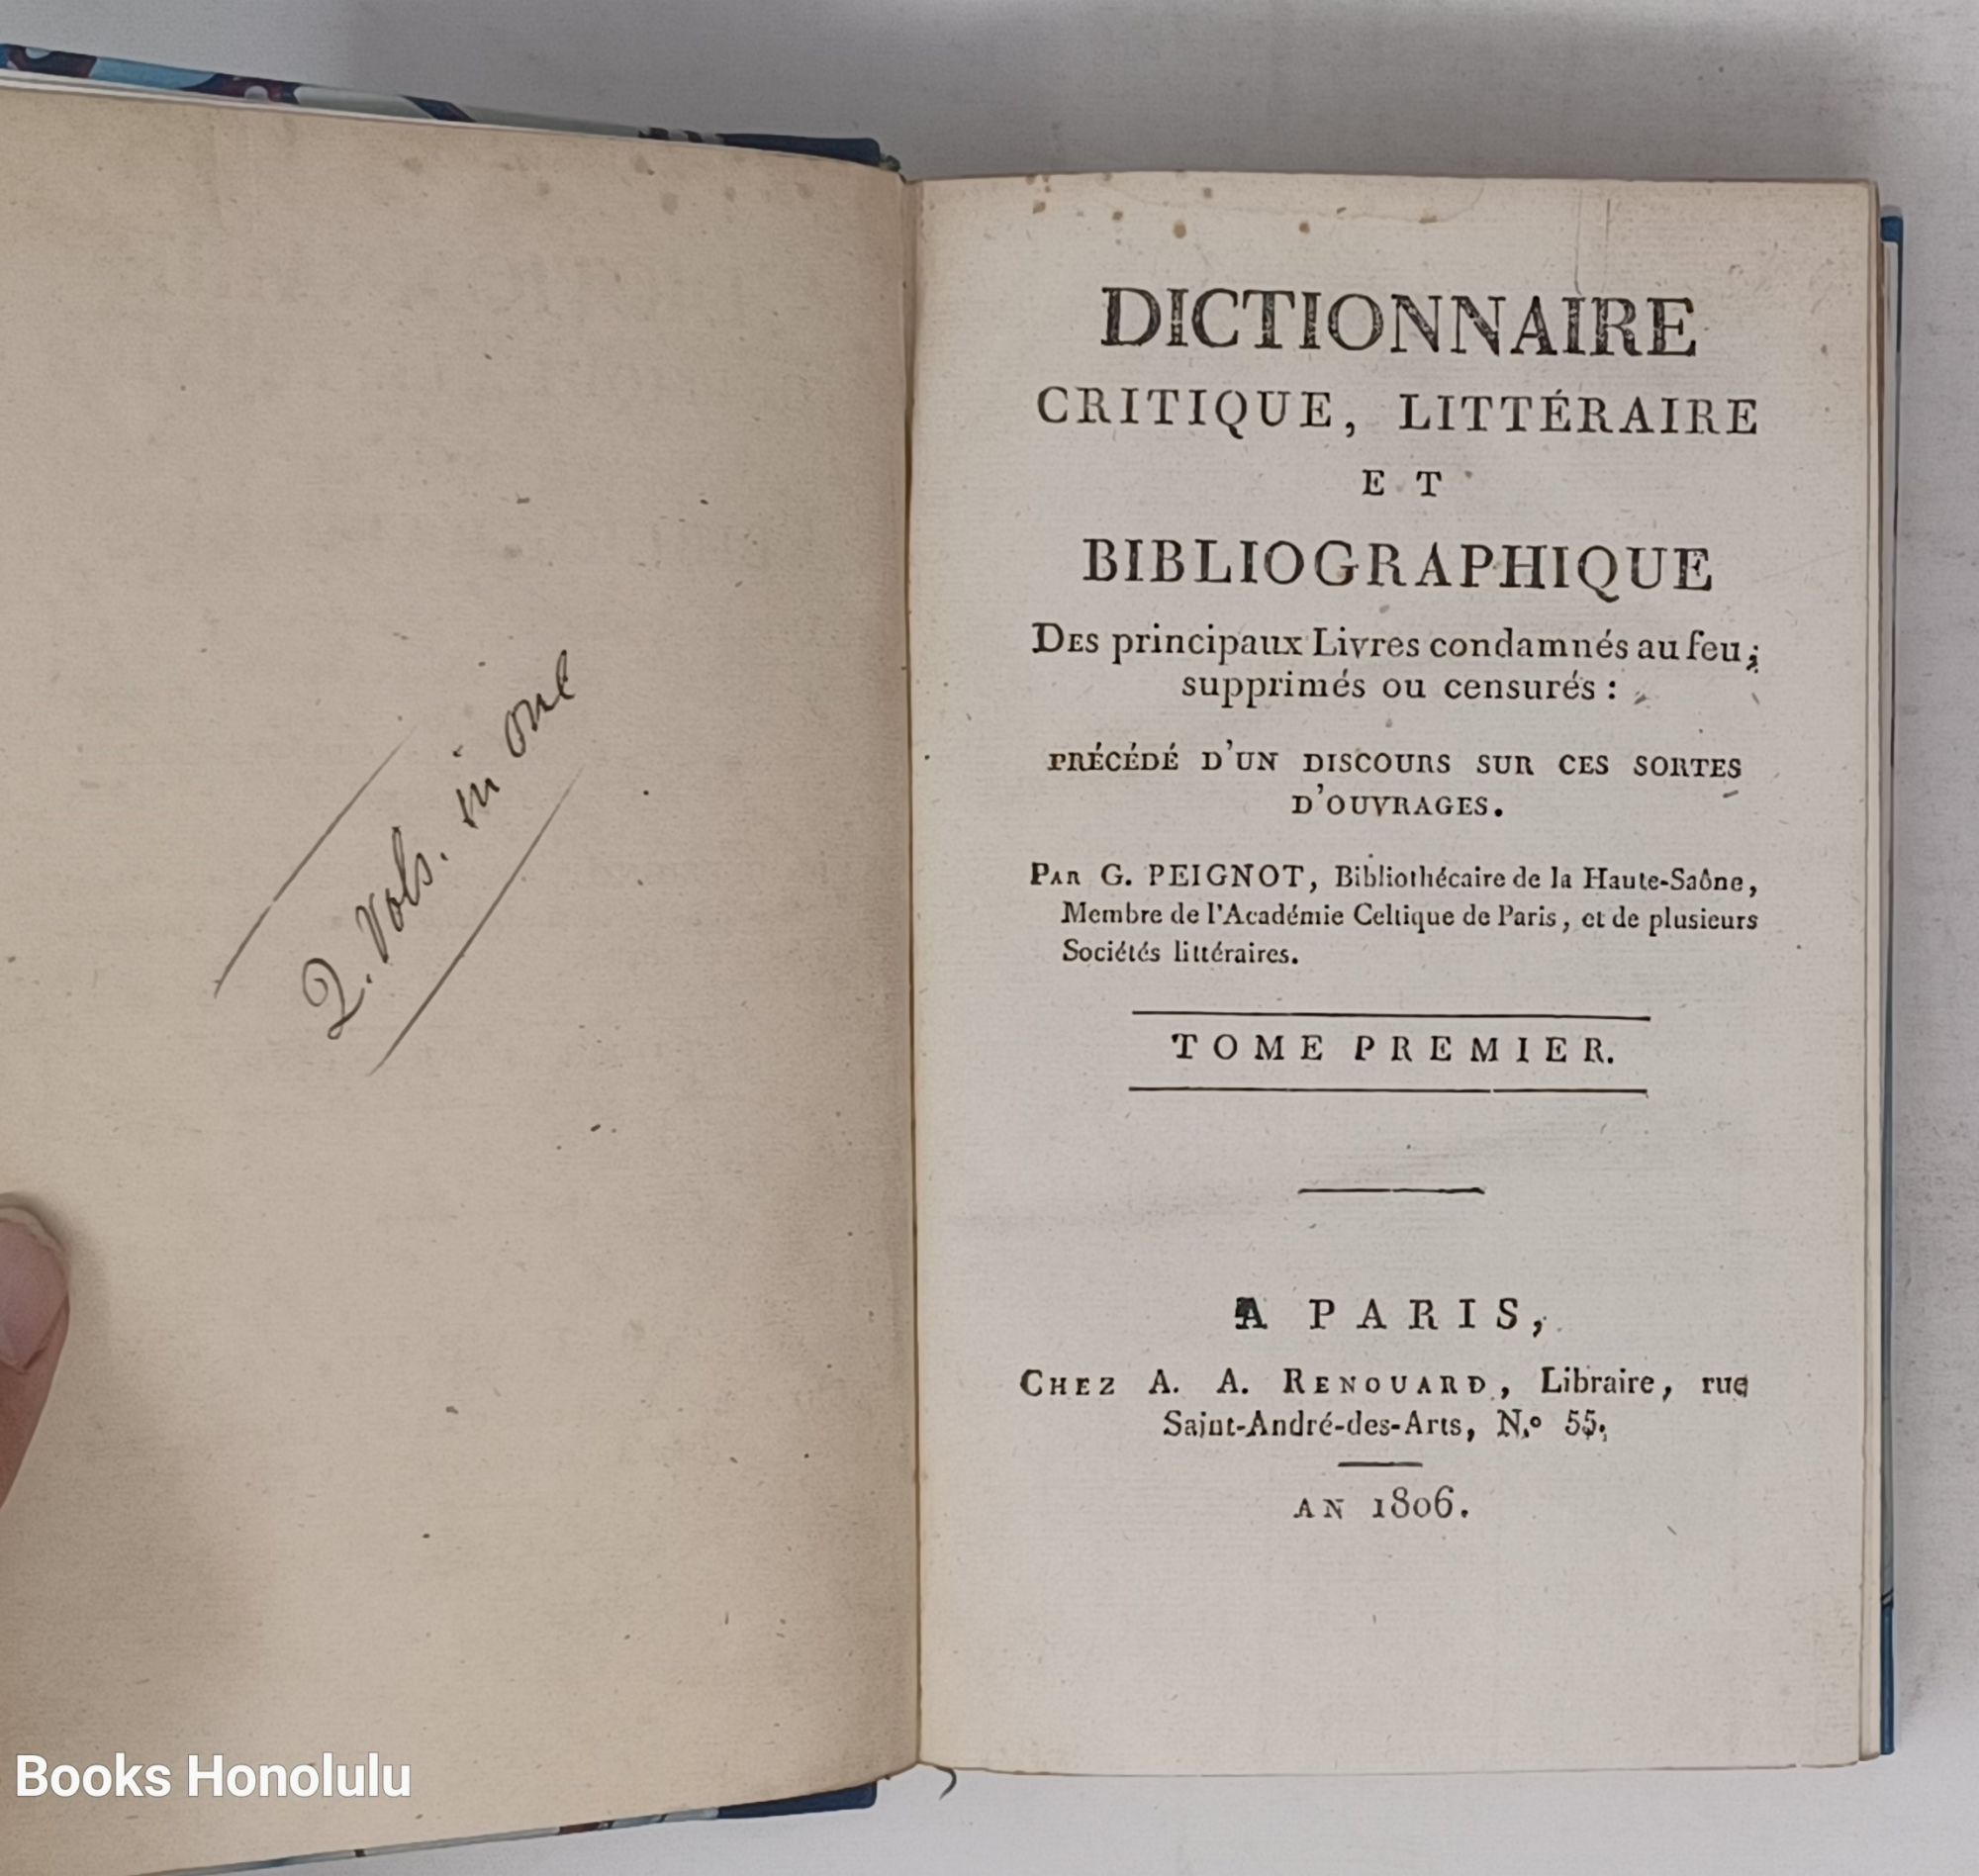 2. Vols. in one
DICTIONNAIRE
CRITIQUE, LITTÉRAIRE
ET
BIBLIOGRAPHIQUE
DES principaux Livres condamnés au feu,
supprimés ou censurés :
PRÉCÉDÉ D'UN DISCOURS SUR CES SORTES
D'OUVRAGES.
PAR G. PEIGNOT, Bibliothécaire de la Haute-Saône,
Membre de l'Académie Celtique de Paris, et de plusieurs
Sociétés littéraires.
TOME PREMIER.
A PARIS,
CHEZ A. A. RENOUARD, Libraire, rue
Saint-André-des-Arts, N.º 55.
AN 1806.
Books Honolulu